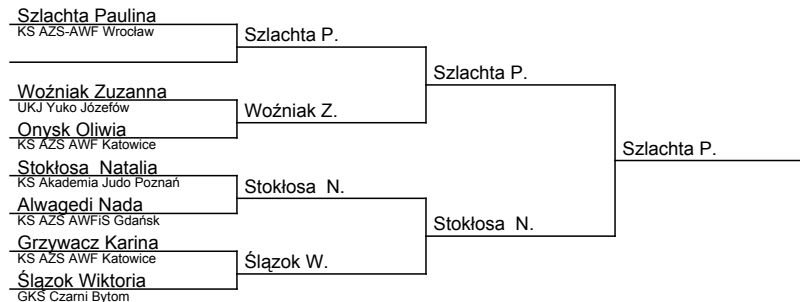 Szlachta Paulina
KS AZS-AWF Wrocław
Woźniak Zuzanna
UKJ Yuko Józefów
Onysk Oliwia
KS AZS AWF Katowice
Stokłosa  Natalia
KS Akademia Judo Poznań
Alwagedi Nada
KS AZS AWFiS Gdańsk
Grzywacz Karina
KS AZS AWF Katowice
Ślązok Wiktoria
GKS Czarni Bytom
Szlachta P.
Woźniak Z.
Stokłosa  N.
Ślązok W.
Szlachta P.
Stokłosa  N.
Szlachta P.